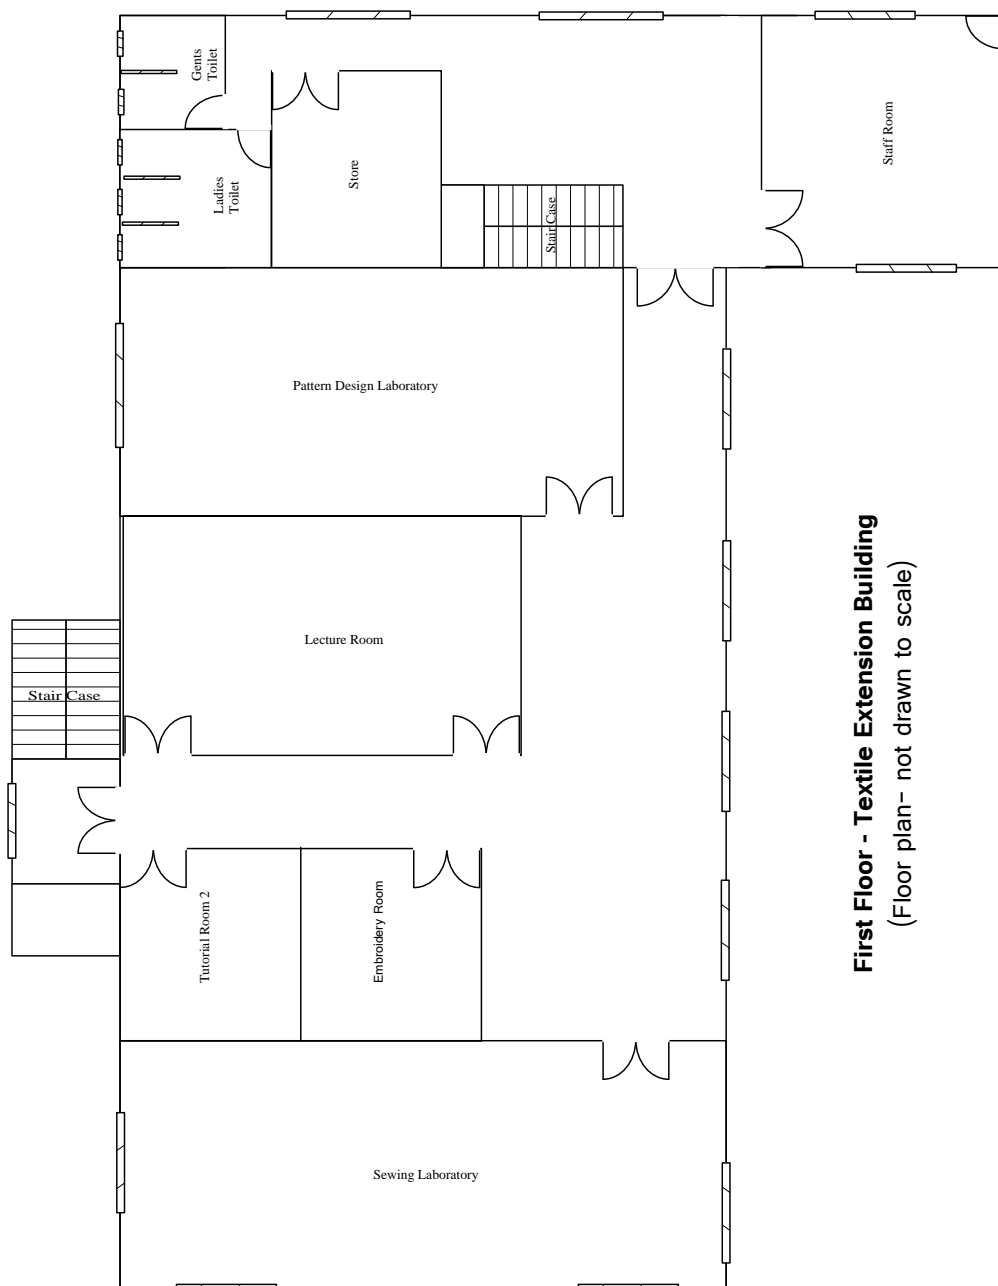 Gents
Toilet
Ladies
Toilet
Store
Stair Case
Staff Room
Pattern Design Laboratory
Lecture Room
Stair Case
Tutorial Room 2
Embroidery Room
Sewing Laboratory
First Floor - Textile Extension Building
(Floor plan- not drawn to scale)